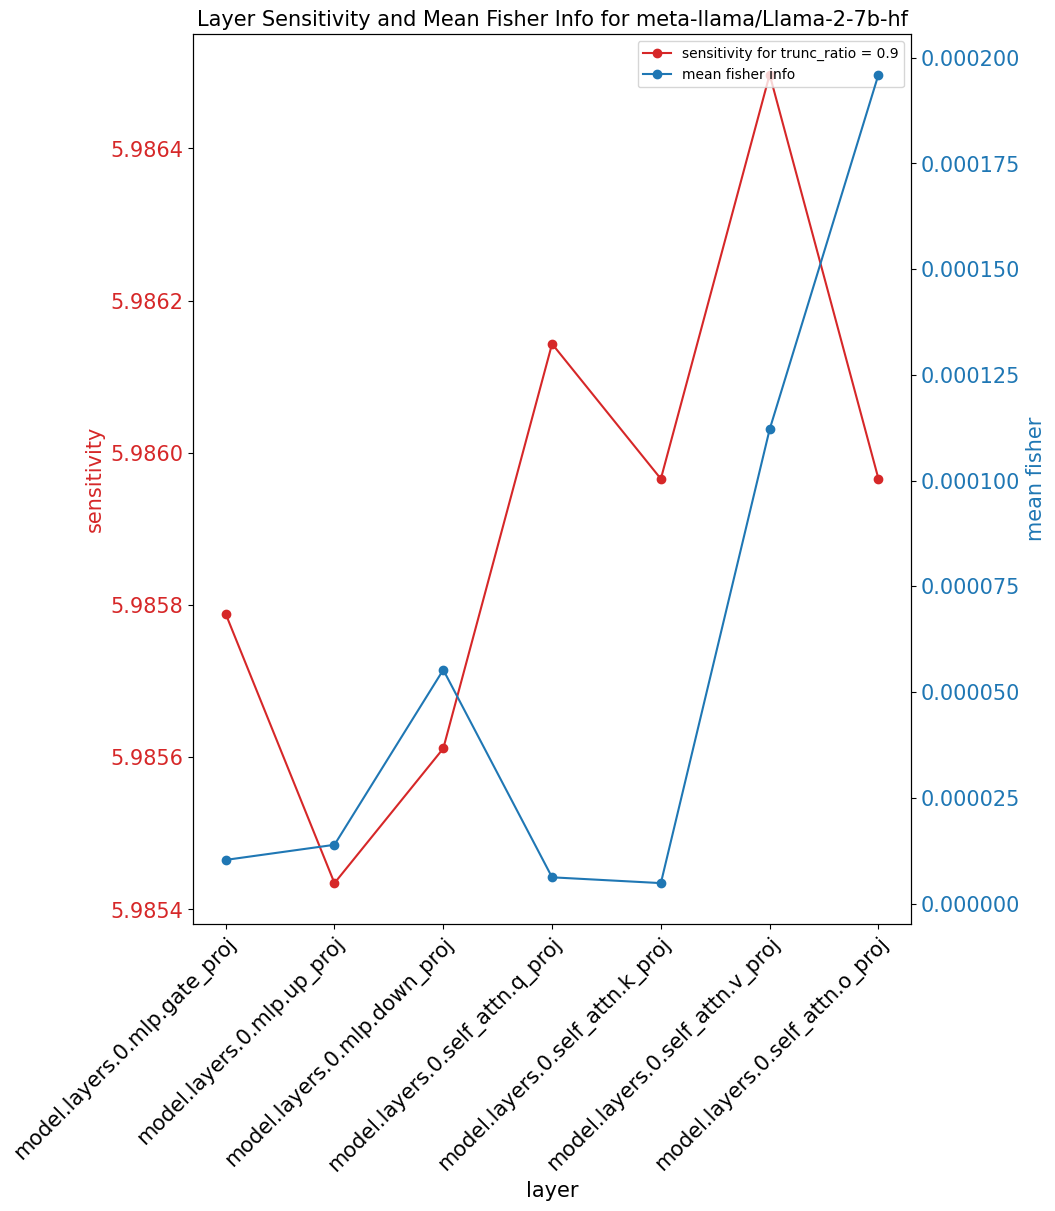 Layer Sensitivity and Mean Fisher Info for meta-llama/Llama-2-7b-hf
sensitivity for trunc_ratio = 0.9
mean fisher info
5.9864
5.9862
5.9860
5.9858
5.9856
5.9854
sensitivity
0.000200
0.000175
0.000150
0.000125
0.000100
0.000075
0.000050
0.000025
0.000000
mean fisher
model.layers.0.mlp.gate_proj
model.layers.0.mlp.up_proj
model.layers.0.mlp.down_proj
model.layers.0.self_attn.q_proj
model.layers.0.self_attn.k_proj
model.layers.0.self_attn.v_proj
model.layers.0.self_attn.o_proj
layer